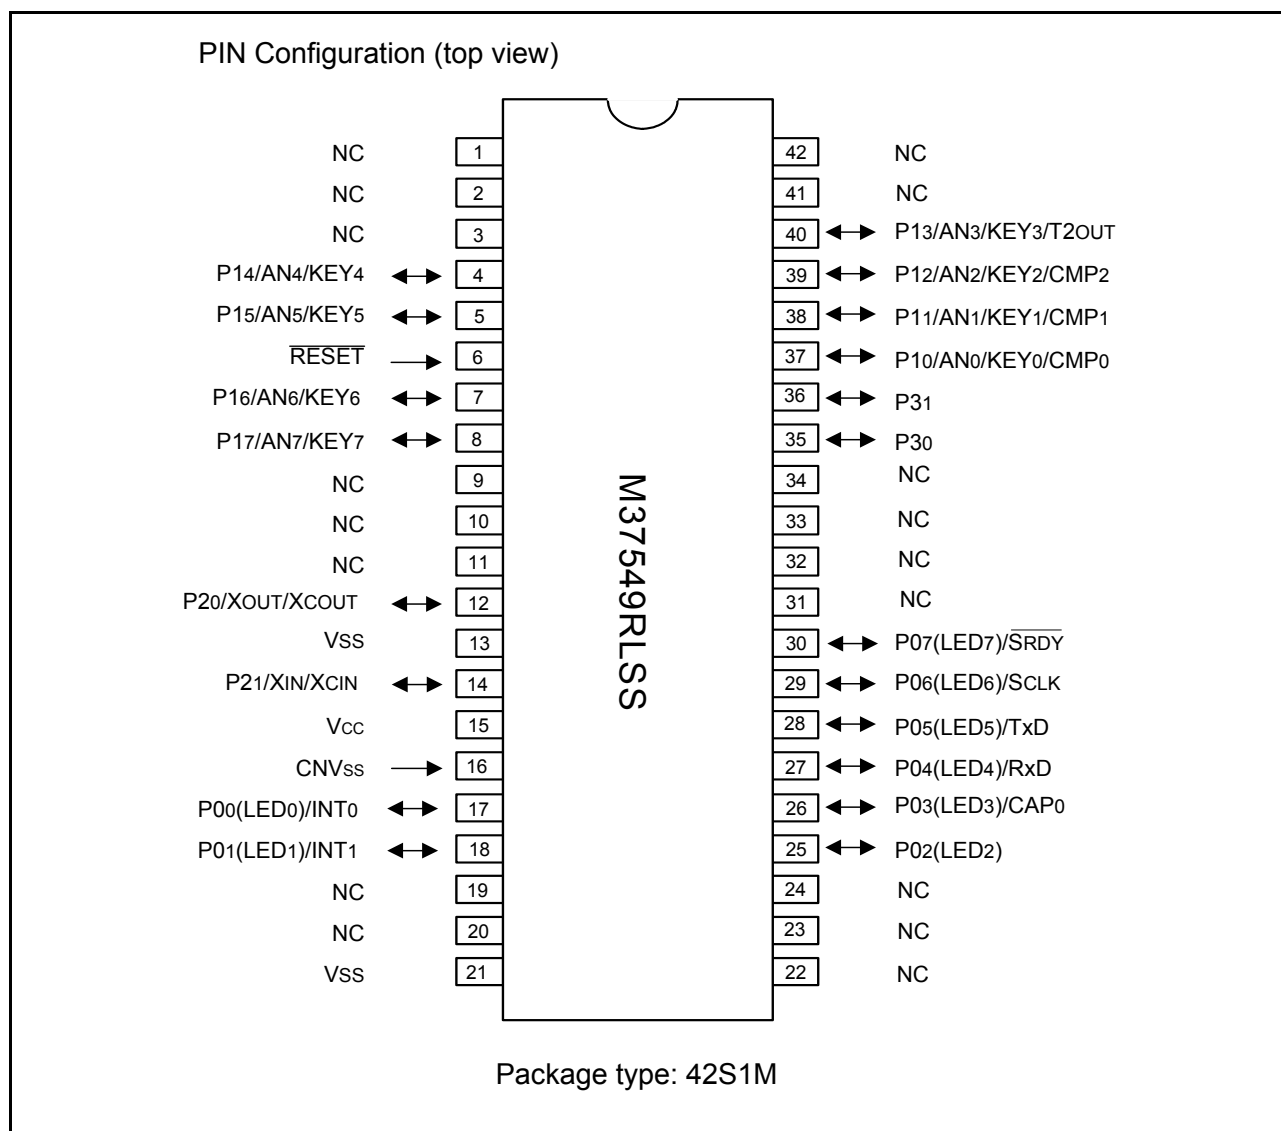 PIN Configuration (top view)
NC 1 42 NC
NC 2 41 NC
NC 3 40 P13/AN3/KEY3/T2OUT
P14/AN4/KEY4 4 39 P12/AN2/KEY2/CMP2
P15/AN5/KEY5 5 38 P11/AN1/KEY1/CMP1
RESET 6 37 P10/AN0/KEY0/CMP0
P16/AN6/KEY6 7 36 P31
P17/AN7/KEY7 8 35 P30
NC 9 34 NC
NC 10 33 NC
NC 11 32 NC
P20/XOUT/XCOUT 12 31 NC
VSS 13 30 P07(LED7)/SRDY
P21/XIN/XCIN 14 29 P06(LED6)/SCLK
VCC 15 28 P05(LED5)/TxD
CNVSS 16 27 P04(LED4)/RxD
P00(LED0)/INT0 17 26 P03(LED3)/CAP0
P01(LED1)/INT1 18 25 P02(LED2)
NC 19 24 NC
NC 20 23 NC
VSS 21 22 NC
M37549RLSS
Package type: 42S1M